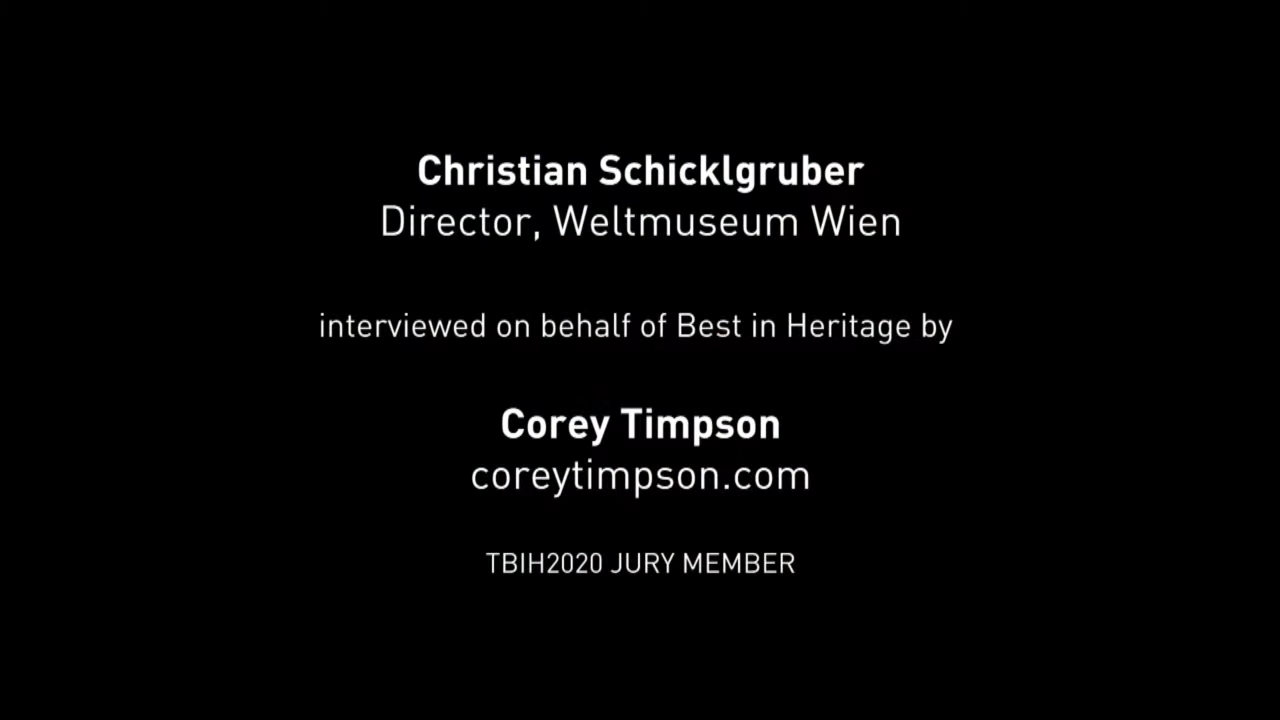 Christian Schicklgruber
Director, Weltmuseum Wien
interviewed on behalf of Best in Heritage by
Corey Timpson
coreytimpson.com
TBIH2020 JURY MEMBER